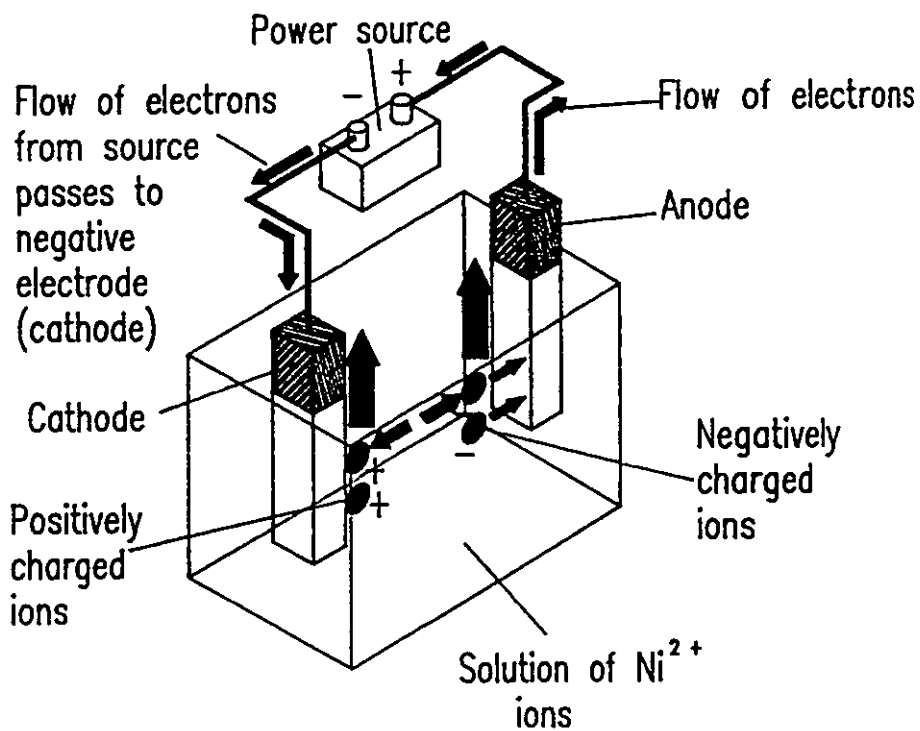 Power source
− +
Flow of electrons
from source
passes to
negative
electrode
(cathode)
Flow of electrons
Anode
Cathode
Negatively
charged
ions
−
+
+
Positively
charged
ions
Solution of Ni²⁺
ions